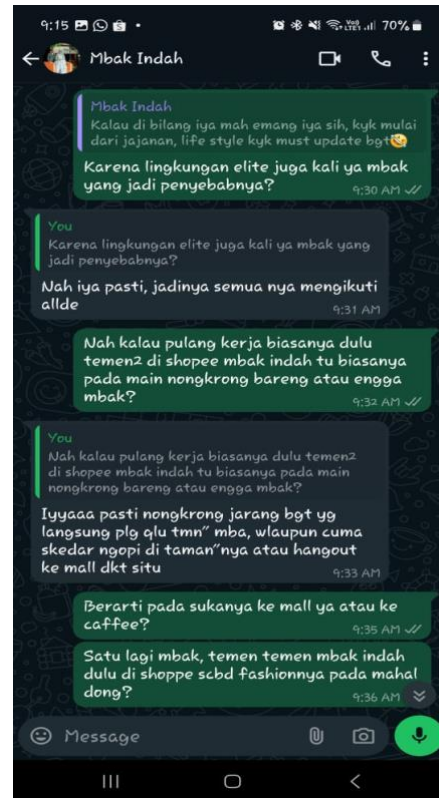 9:15
70%
Mbak Indah
Mbak Indah
Kalau di bilang iya mah emang iya sih, kyk mulai
dari jajanan, life style kyk must update bgt🤣
Karena lingkungan elite juga kali ya mbak
yang jadi penyebabnya?
9:30 AM
You
Karena lingkungan elite juga kali ya mbak yang
jadi penyebabnya?
Nah iya pasti, jadinya semua nya mengikuti
allde
9:31 AM
Nah kalau pulang kerja biasanya dulu
temen2 di shopee mbak indah tu biasanya
pada main nongkrong bareng atau engga
mbak?
9:32 AM
You
Nah kalau pulang kerja biasanya dulu temen2
di shopee mbak indah tu biasanya pada main
nongkrong bareng atau engga mbak?
Iyyaaa pasti nongkrong jarang bgt yg
langsung plg qlu tmn" mba, wlaupun cuma
skedar ngopi di taman"nya atau hangout
ke mall dkt situ
9:33 AM
Berarti pada sukanya ke mall ya atau ke
caffee?
9:35 AM
Satu lagi mbak, temen temen mbak indah
dulu di shoppe scbd fashionnya pada mahal
dong?
9:36 AM
Message